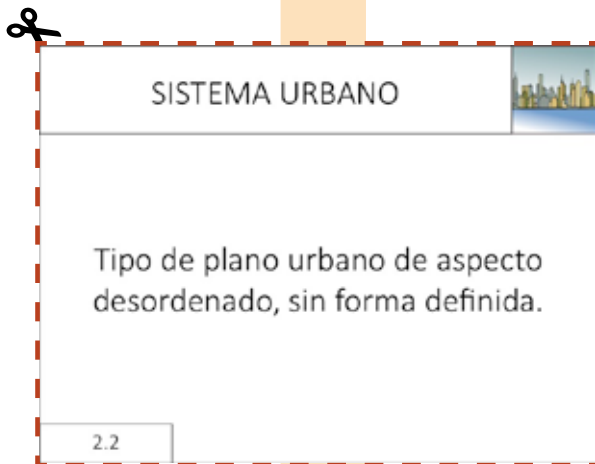 SISTEMA URBANO
Tipo de plano urbano de aspecto
desordenado, sin forma definida.
2.2